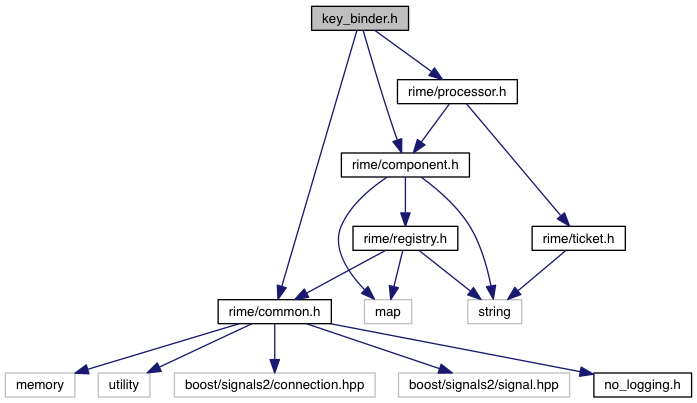 key_binder.h
rime/processor.h
rime/component.h
rime/registry.h
rime/ticket.h
rime/common.h
map
string
memory
utility
boost/signals2/connection.hpp
boost/signals2/signal.hpp
no_logging.h